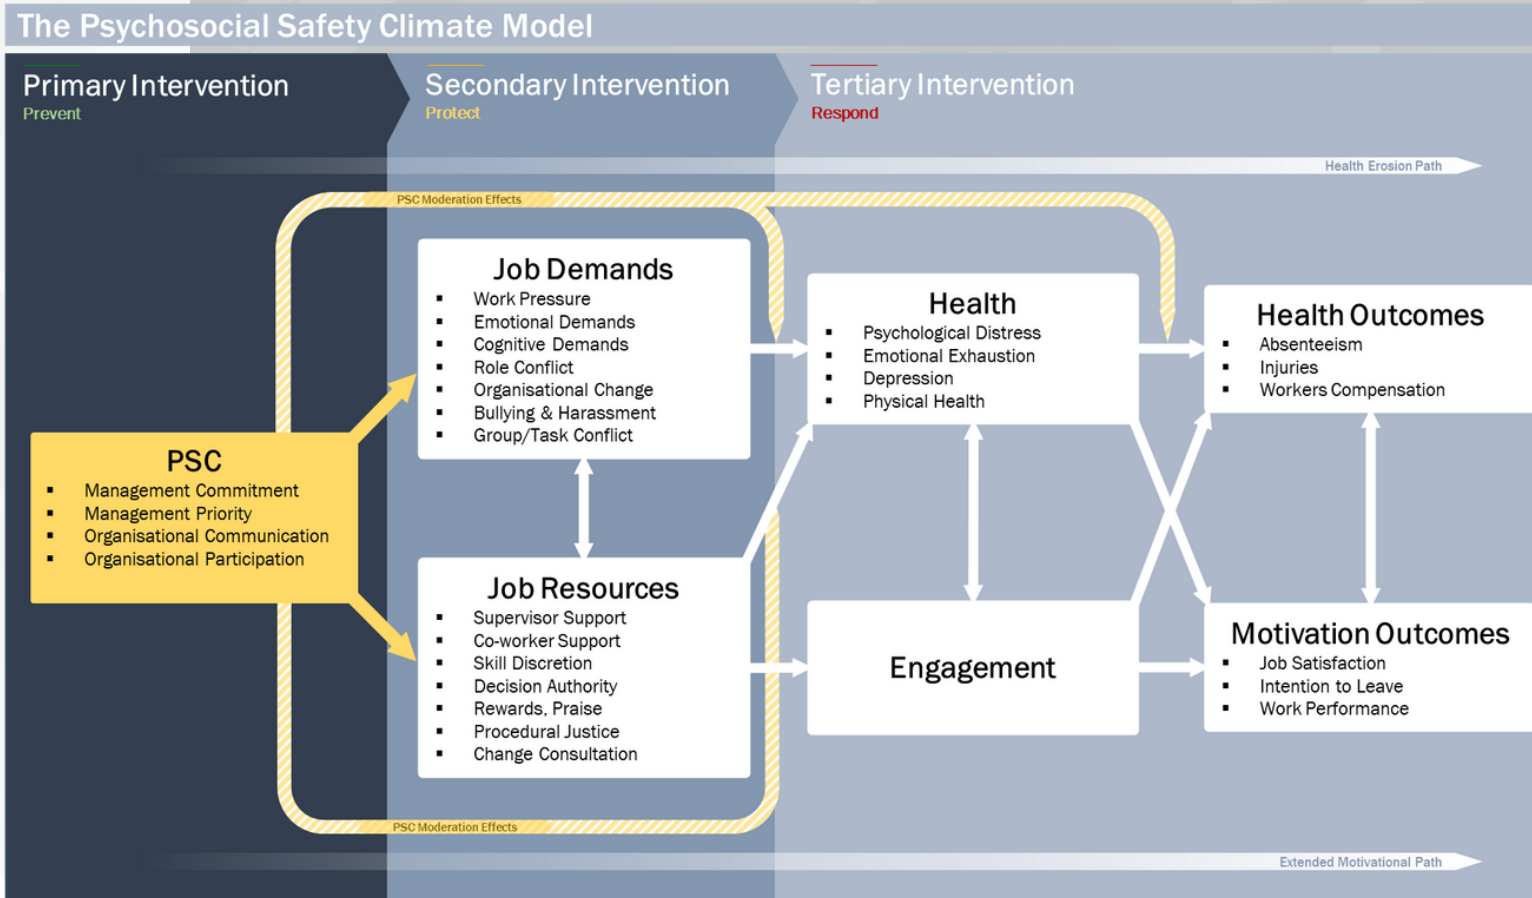 The Psychosocial Safety Climate Model
Primary Intervention
Prevent
Secondary Intervention
Protect
Tertiary Intervention
Respond
Health Erosion Path
PSC Moderation Effects
PSC
Management Commitment
Management Priority
Organisational Communication
Organisational Participation
Job Demands
Work Pressure
Emotional Demands
Cognitive Demands
Role Conflict
Organisational Change
Bullying & Harassment
Group/Task Conflict
Job Resources
Supervisor Support
Co-worker Support
Skill Discretion
Decision Authority
Rewards, Praise
Procedural Justice
Change Consultation
Health
Psychological Distress
Emotional Exhaustion
Depression
Physical Health
Engagement
Health Outcomes
Absenteeism
Injuries
Workers Compensation
Motivation Outcomes
Job Satisfaction
Intention to Leave
Work Performance
PSC Moderation Effects
Extended Motivational Path